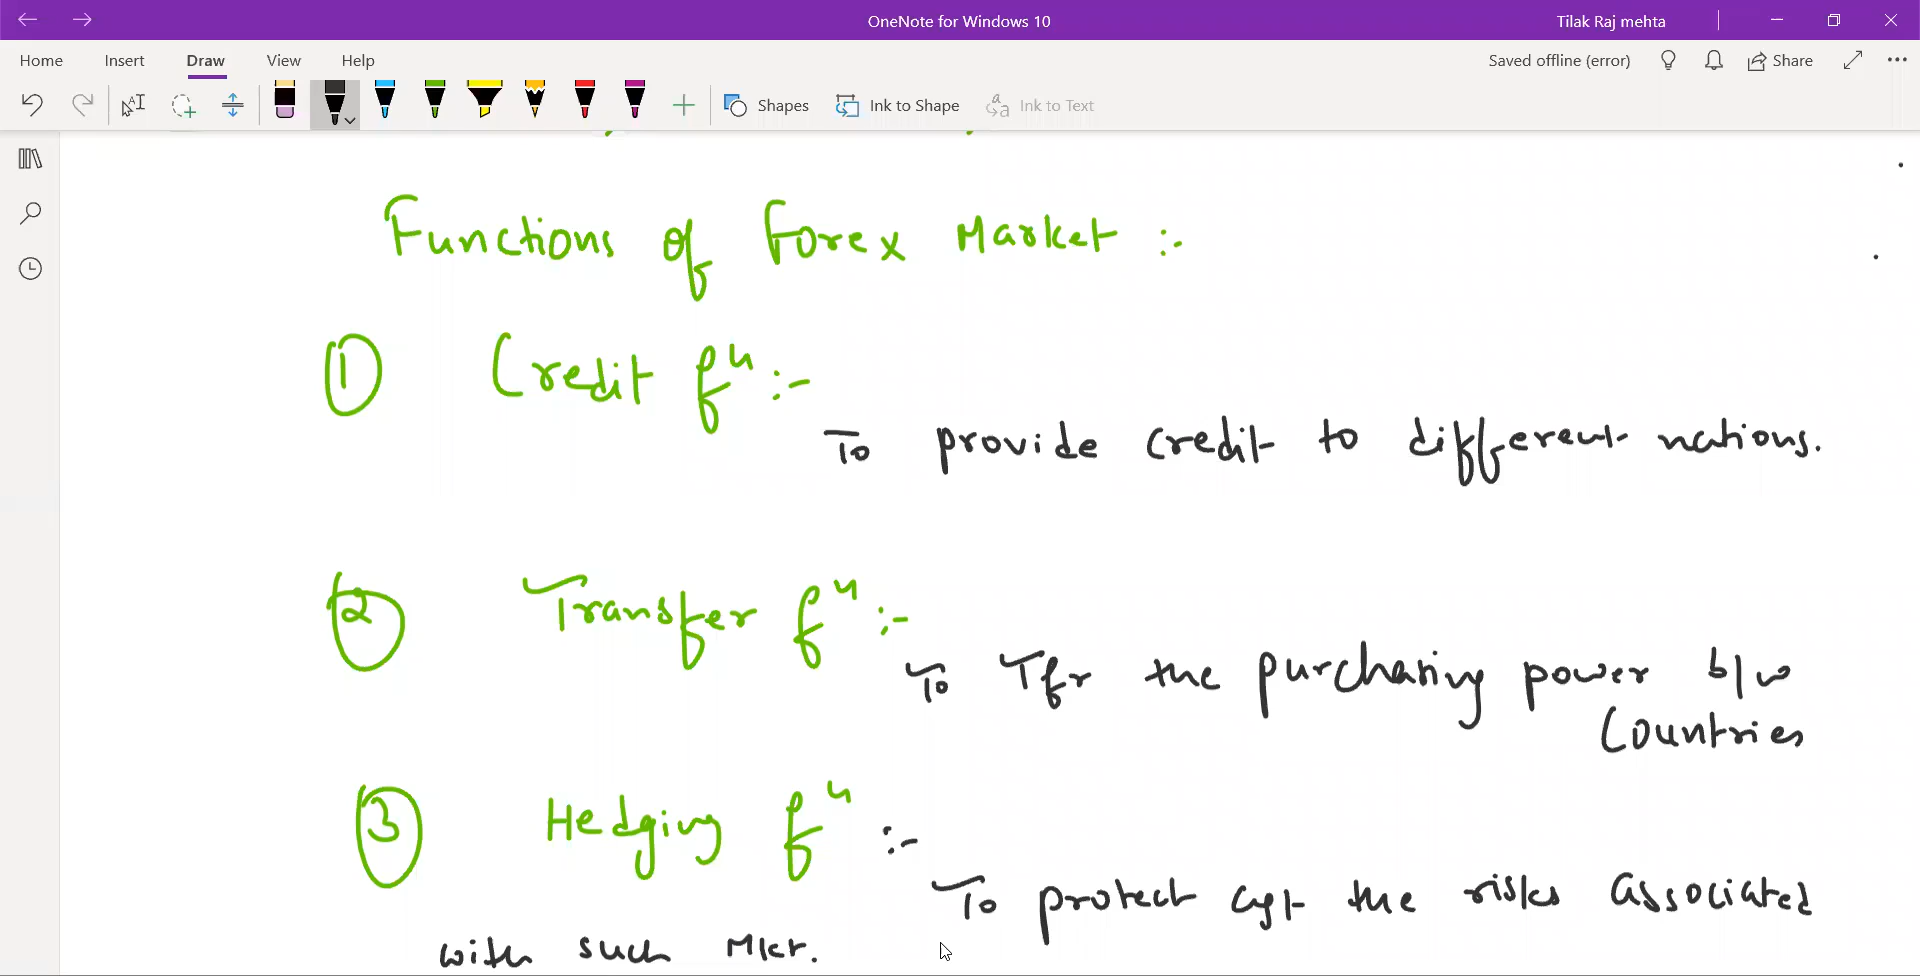 OneNote for Windows 10
Tilak Raj mehta
Home Insert Draw View Help
Saved offline (error)
Share
Shapes
Ink to Shape
Ink to Text
Functions of Forex Market :-
① Credit fⁿ :-
To provide credit to different nations.
② Transfer fⁿ :-
To Tfr the purchasing power b/w
Countries
③ Hedging fⁿ :-
To protect agt the risks associated
with such Mkt.